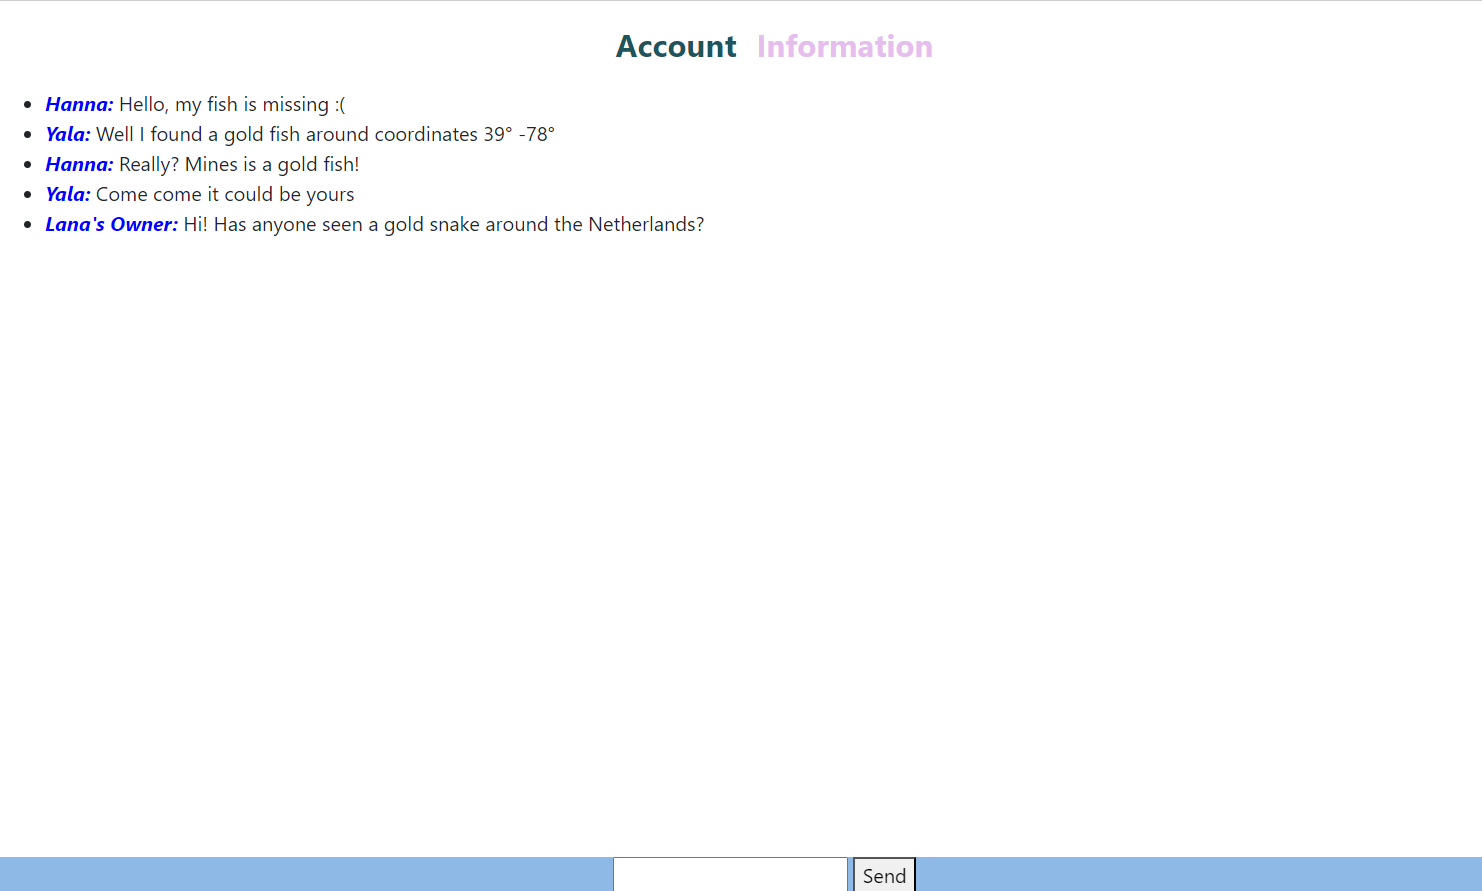 Account Information
Hanna: Hello, my fish is missing :(
Yala: Well I found a gold fish around coordinates 39° -78°
Hanna: Really? Mines is a gold fish!
Yala: Come come it could be yours
Lana's Owner: Hi! Has anyone seen a gold snake around the Netherlands?
Send